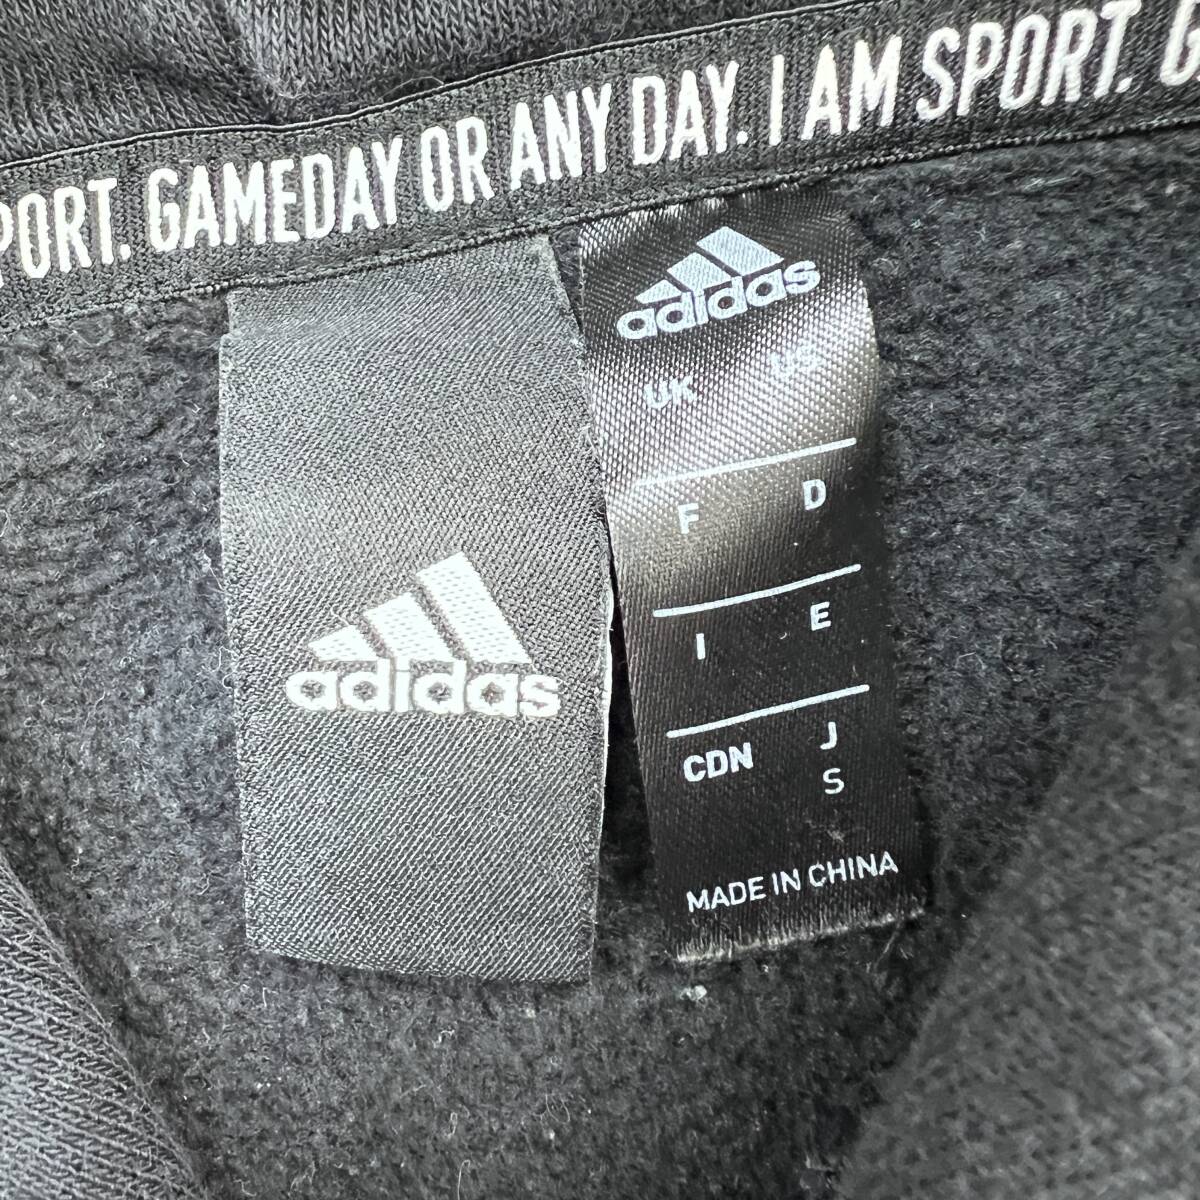 PORT. GAMEDAY OR ANY DAY. I AM SPORT. G
adidas
adidas
UK US
F D
I E
CDN J
S
MADE IN CHINA